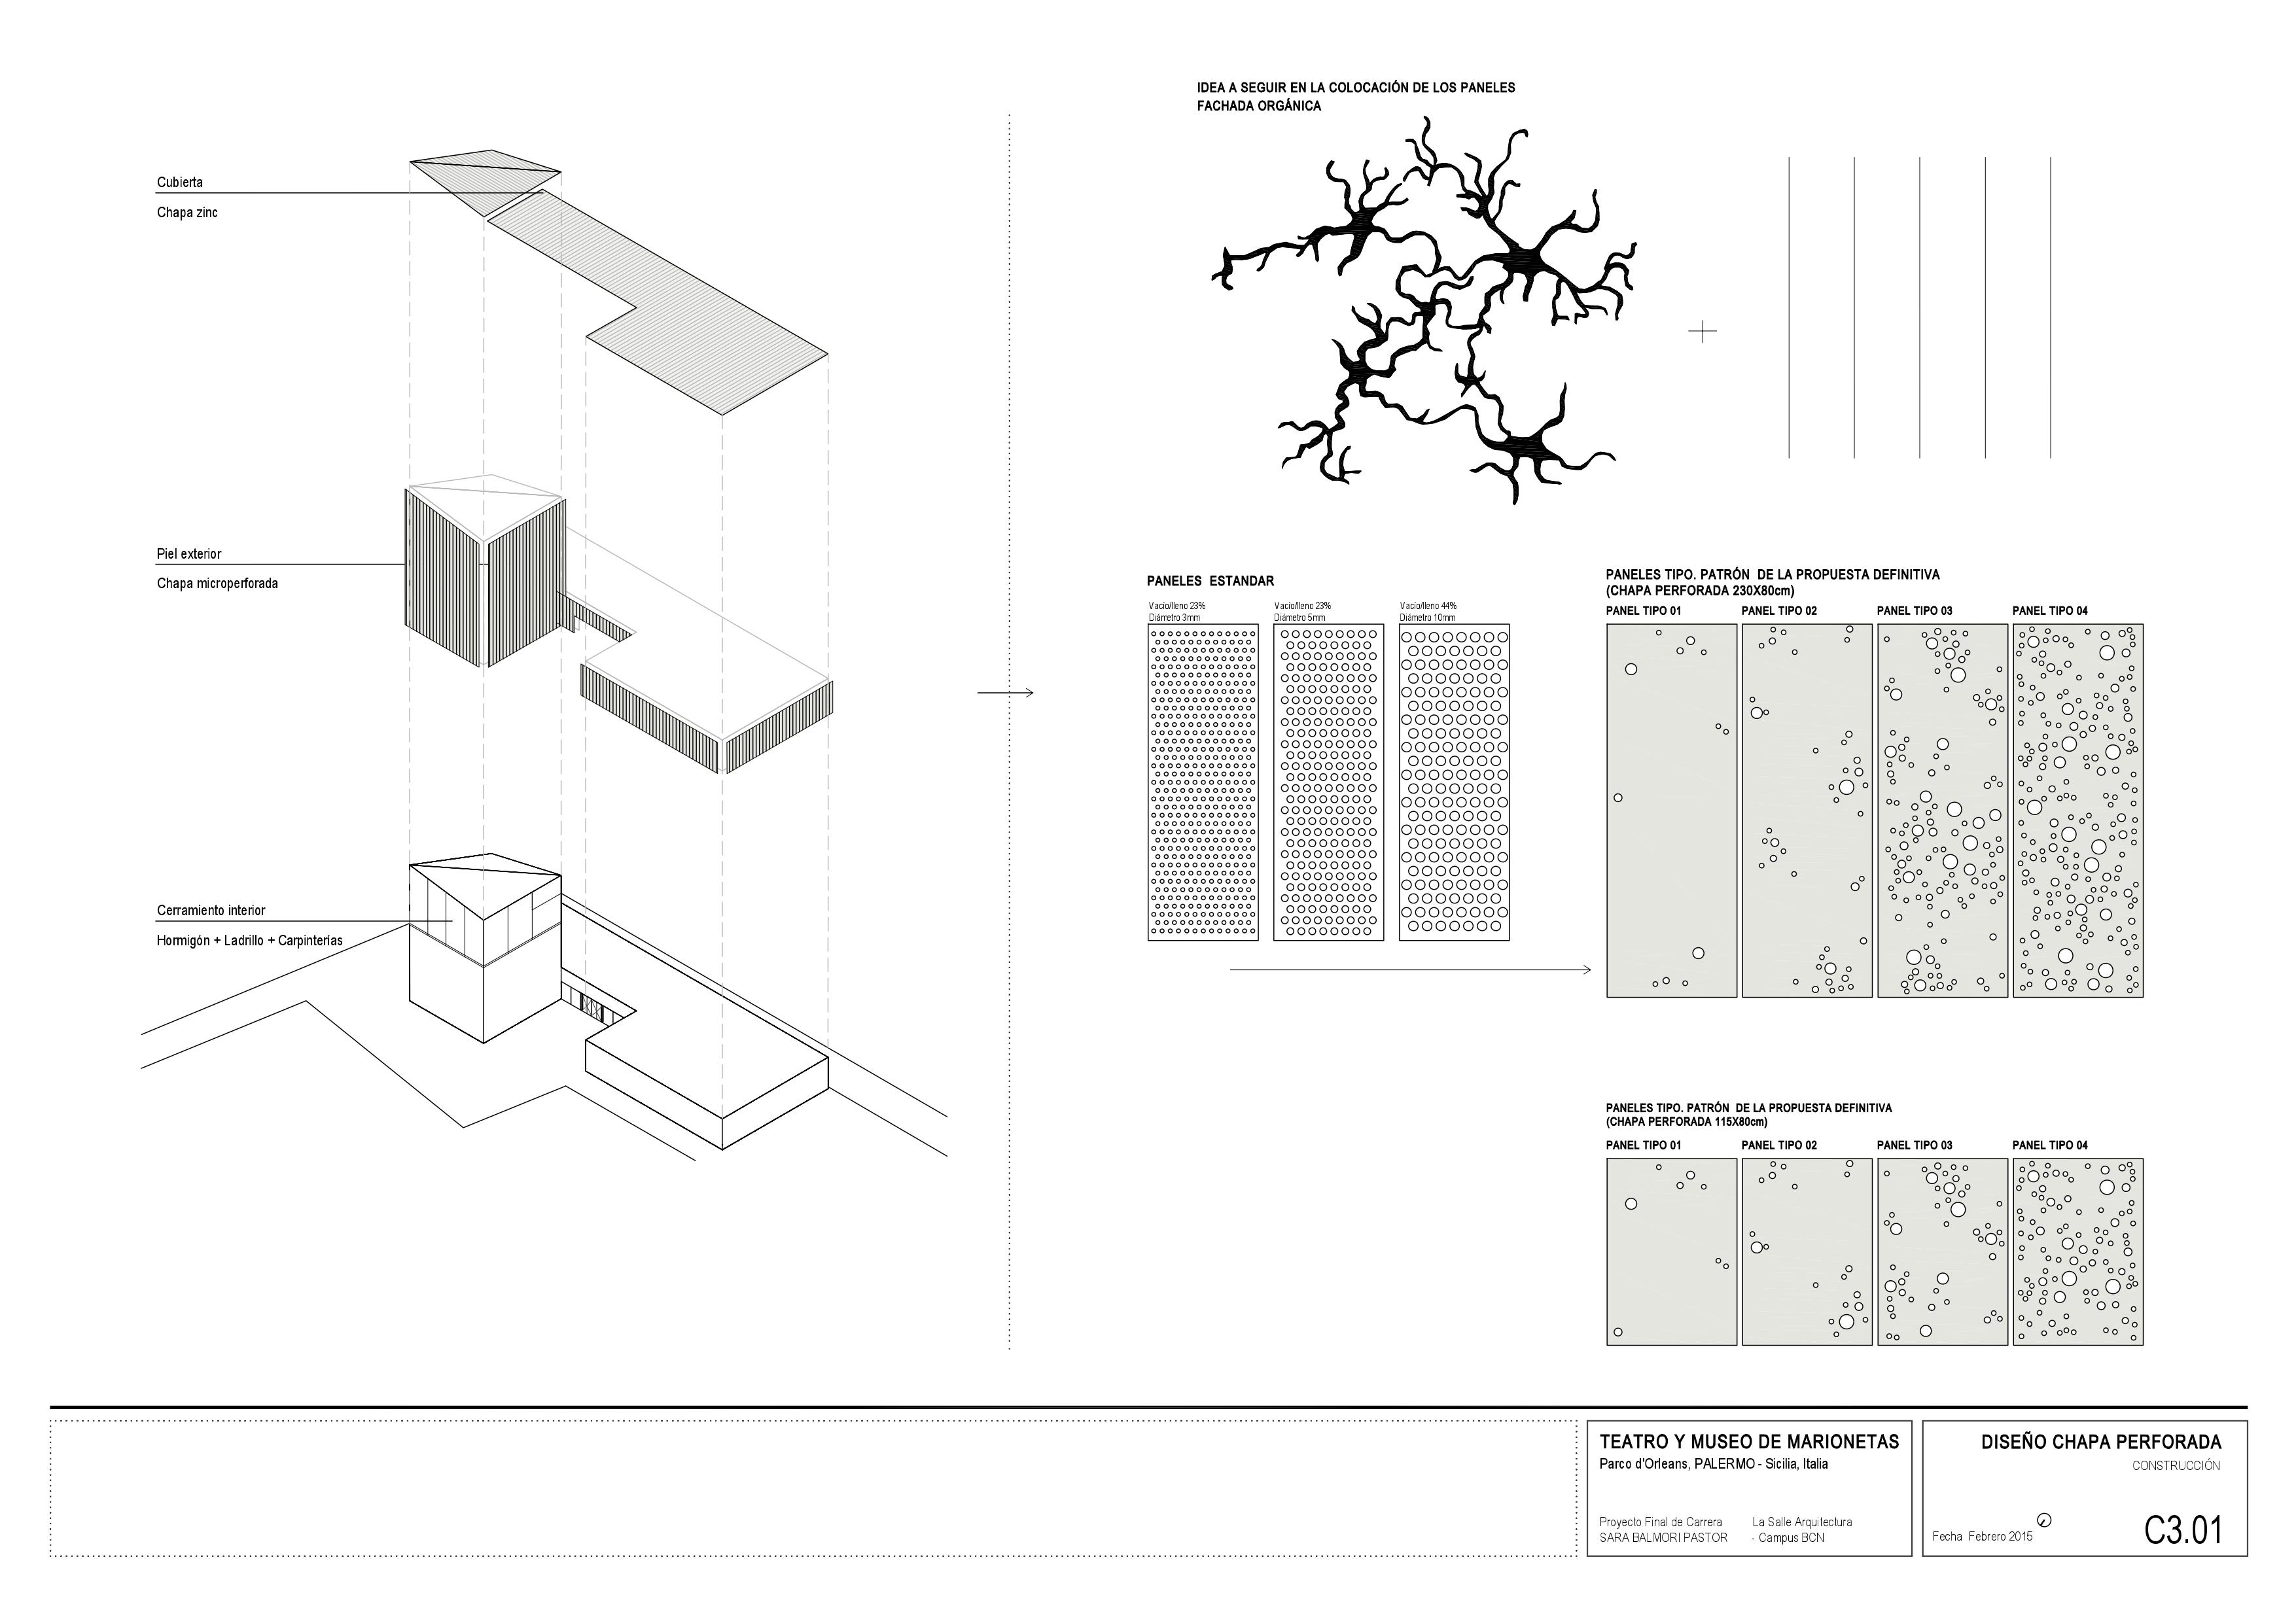 Cubierta
Chapa zinc
Piel exterior
Chapa microperforada
Cerramiento interior
Hormigón + Ladrillo + Carpinterías
IDEA A SEGUIR EN LA COLOCACIÓN DE LOS PANELES
FACHADA ORGÁNICA
PANELES ESTANDAR
Vacío/lleno 23%
Diámetro 3mm
Vacío/lleno 23%
Diámetro 5mm
Vacío/lleno 44%
Diámetro 10mm
PANELES TIPO. PATRÓN DE LA PROPUESTA DEFINITIVA
(CHAPA PERFORADA 230X80cm)
PANEL TIPO 01
PANEL TIPO 02
PANEL TIPO 03
PANEL TIPO 04
PANELES TIPO. PATRÓN DE LA PROPUESTA DEFINITIVA
(CHAPA PERFORADA 115X80cm)
PANEL TIPO 01
PANEL TIPO 02
PANEL TIPO 03
PANEL TIPO 04
TEATRO Y MUSEO DE MARIONETAS
Parco d'Orleans, PALERMO - Sicilia, Italia
Proyecto Final de Carrera
SARA BALMORI PASTOR
La Salle Arquitectura
- Campus BCN
DISEÑO CHAPA PERFORADA
CONSTRUCCIÓN
Fecha Febrero 2015
C3.01